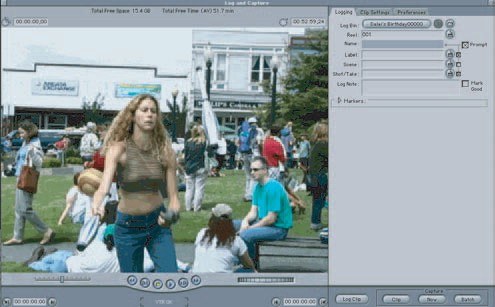 Log and Capture
Total Free Space 15.4 GB Total Free Time (AV) 51.7 min
00:00:00;00
00:52:59;24
Logging Clip Settings Preferences
Log Bin:
Reel: 001
Name: Prompt
Label:
Scene:
Shot/Take:
Log Note: Mark Good
Markers:
EXCHANGE
00:00:00;00
00:00:00;00
Capture
Log Clip Clip Now Batch